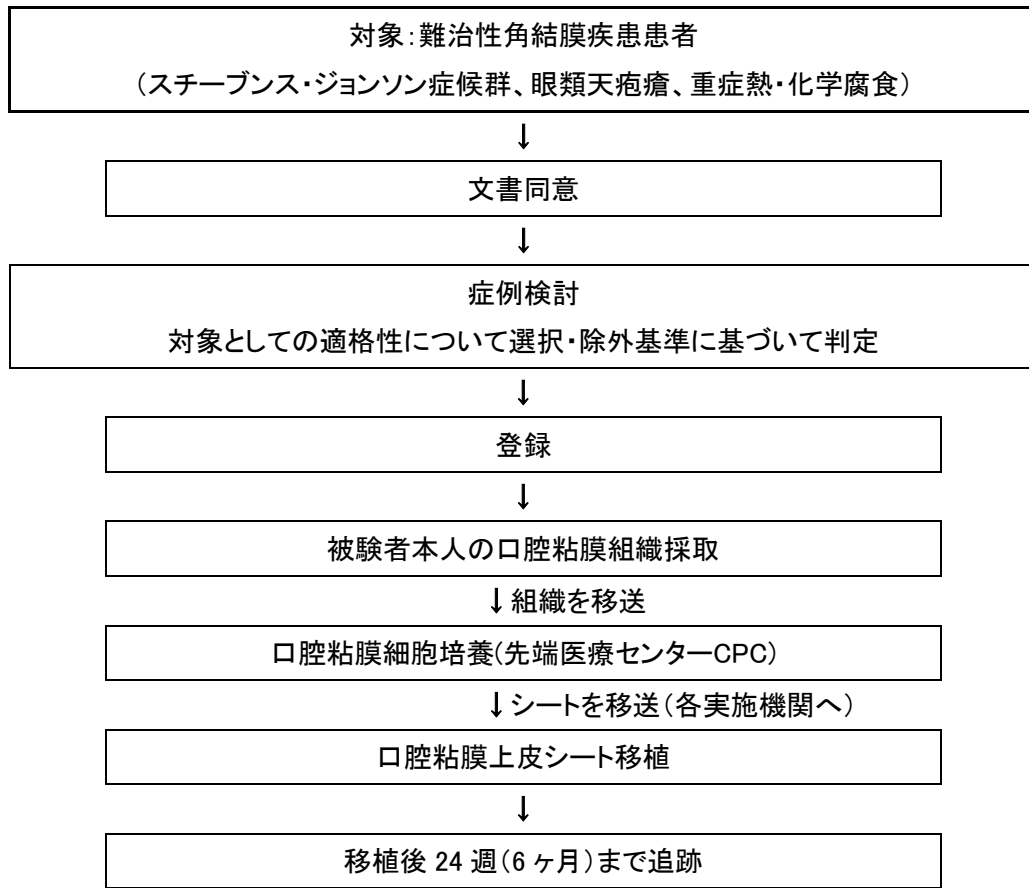 対象：難治性角結膜疾患患者
（スチーブンス・ジョンソン症候群、眼類天疱瘡、重症熱・化学腐食）
↓
文書同意
↓
症例検討
対象としての適格性について選択・除外基準に基づいて判定
↓
登録
↓
被験者本人の口腔粘膜組織採取
↓組織を移送
口腔粘膜細胞培養(先端医療センターCPC)
↓シートを移送（各実施機関へ）
口腔粘膜上皮シート移植
↓
移植後 24 週（6 ヶ月）まで追跡